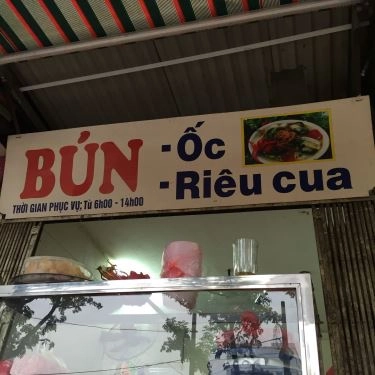 BÚN
- Ốc
- Riêu cua
THỜI GIAN PHỤC VỤ: Từ 6h00 - 14h00